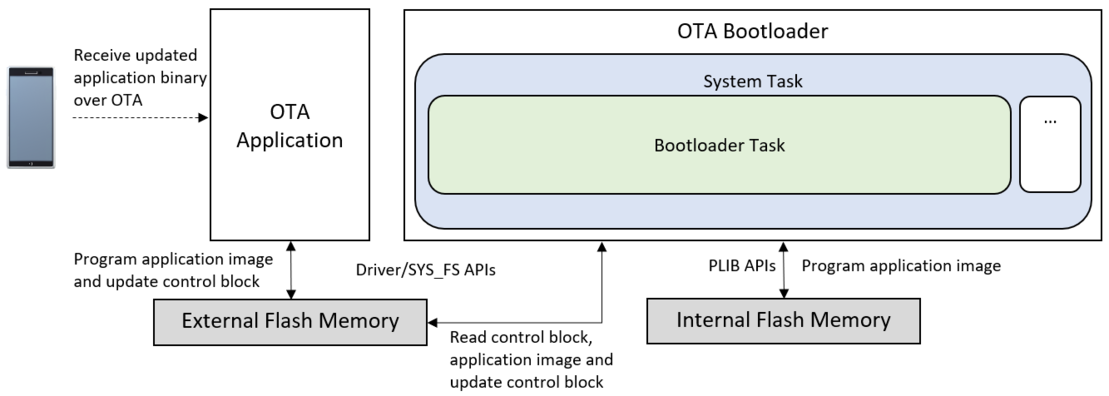 OTA Bootloader
Receive updated
application binary
over OTA
OTA
Application
System Task
Bootloader Task
...
Program application image
and update control block
Driver/SYS_FS APIs
PLIB APIs
Program application image
External Flash Memory
Internal Flash Memory
Read control block,
application image and
update control block